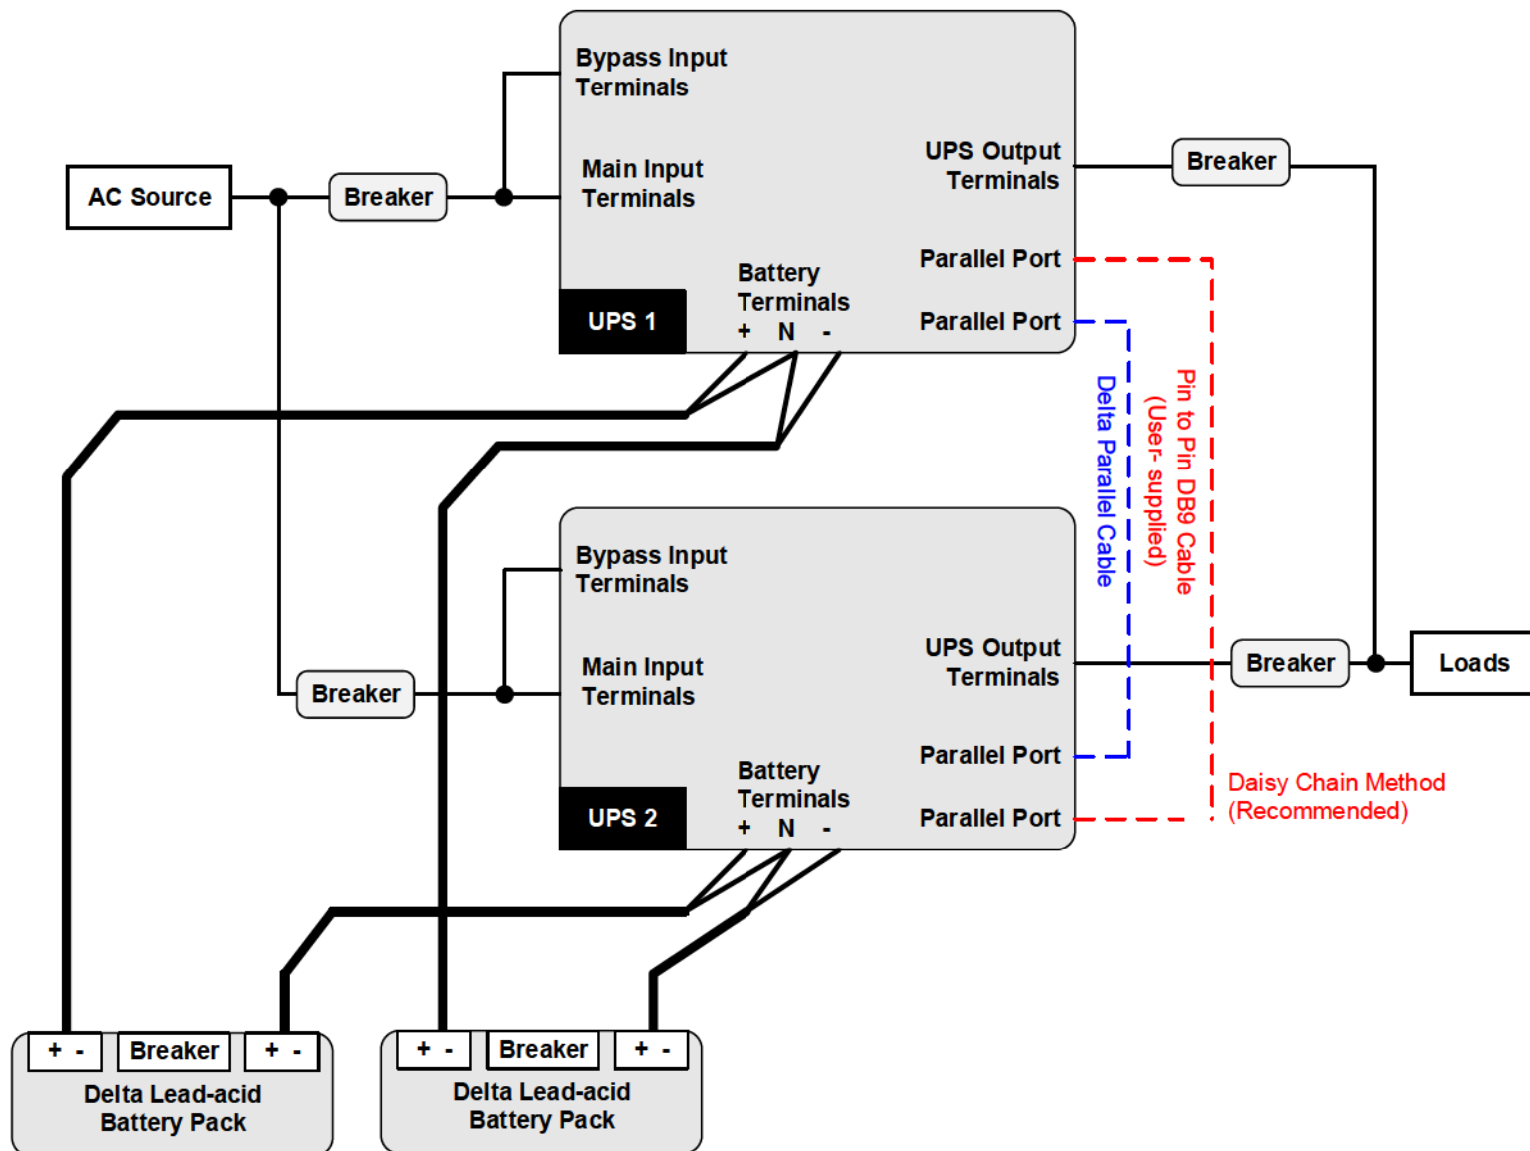 Bypass Input
Terminals
Main Input
Terminals
UPS Output
Terminals
Breaker
AC Source
Breaker
Parallel Port
Battery
Terminals
+ N -
Parallel Port
UPS 1
Delta Parallel Cable
Pin to Pin DB9 Cable
(User- supplied)
Bypass Input
Terminals
UPS Output
Terminals
Main Input
Terminals
Breaker
Breaker
Loads
Parallel Port
Battery
Terminals
+ N -
Parallel Port
UPS 2
Daisy Chain Method
(Recommended)
+ - Breaker + -
Delta Lead-acid
Battery Pack
+ - Breaker + -
Delta Lead-acid
Battery Pack